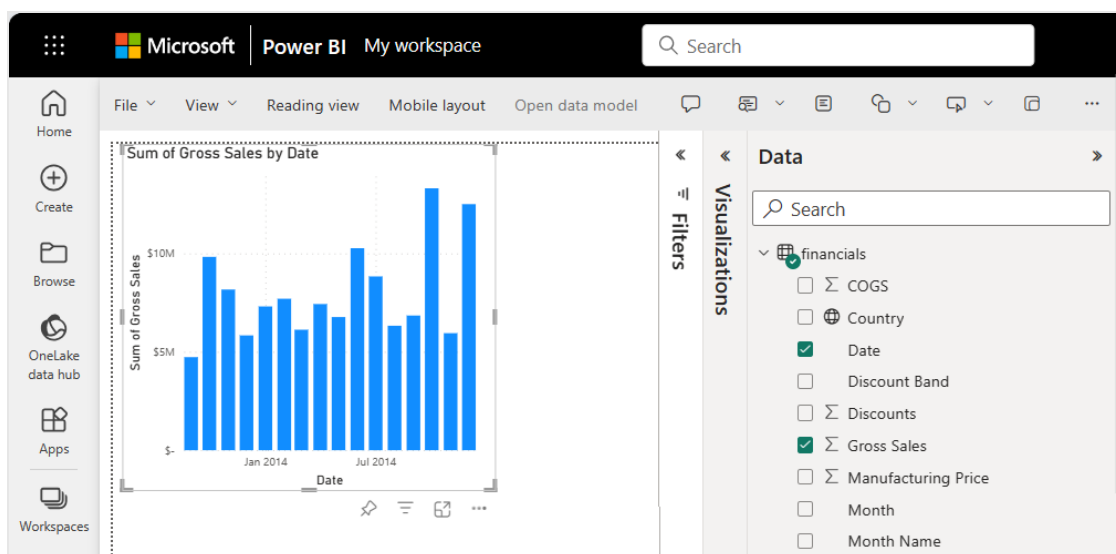 Microsoft Power BI My workspace Search
File View Reading view Mobile layout Open data model
Home
Create
Browse
OneLake
data hub
Apps
Workspaces
Sum of Gross Sales by Date
Sum of Gross Sales
$10M
$5M
$-
Jan 2014 Jul 2014
Date
Filters
Visualizations
Data
Search
financials
Σ COGS
Country
Date
Discount Band
Σ Discounts
Σ Gross Sales
Σ Manufacturing Price
Month
Month Name